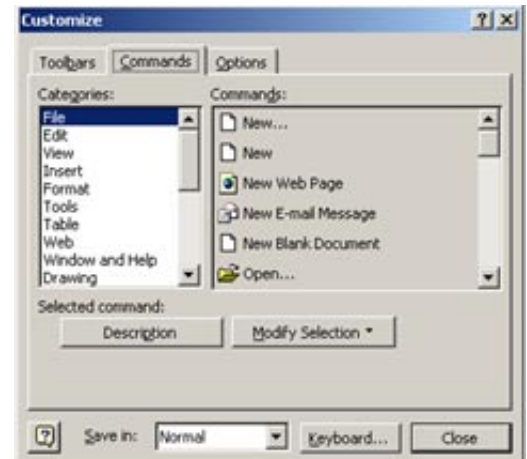 Customize
Toolbars Commands Options
Categories: Commands:
File
Edit
View
Insert
Format
Tools
Table
Web
Window and Help
Drawing
New...
New
New Web Page
New E-mail Message
New Blank Document
Open...
Selected command:
Description Modify Selection
Save in: Normal Keyboard... Close